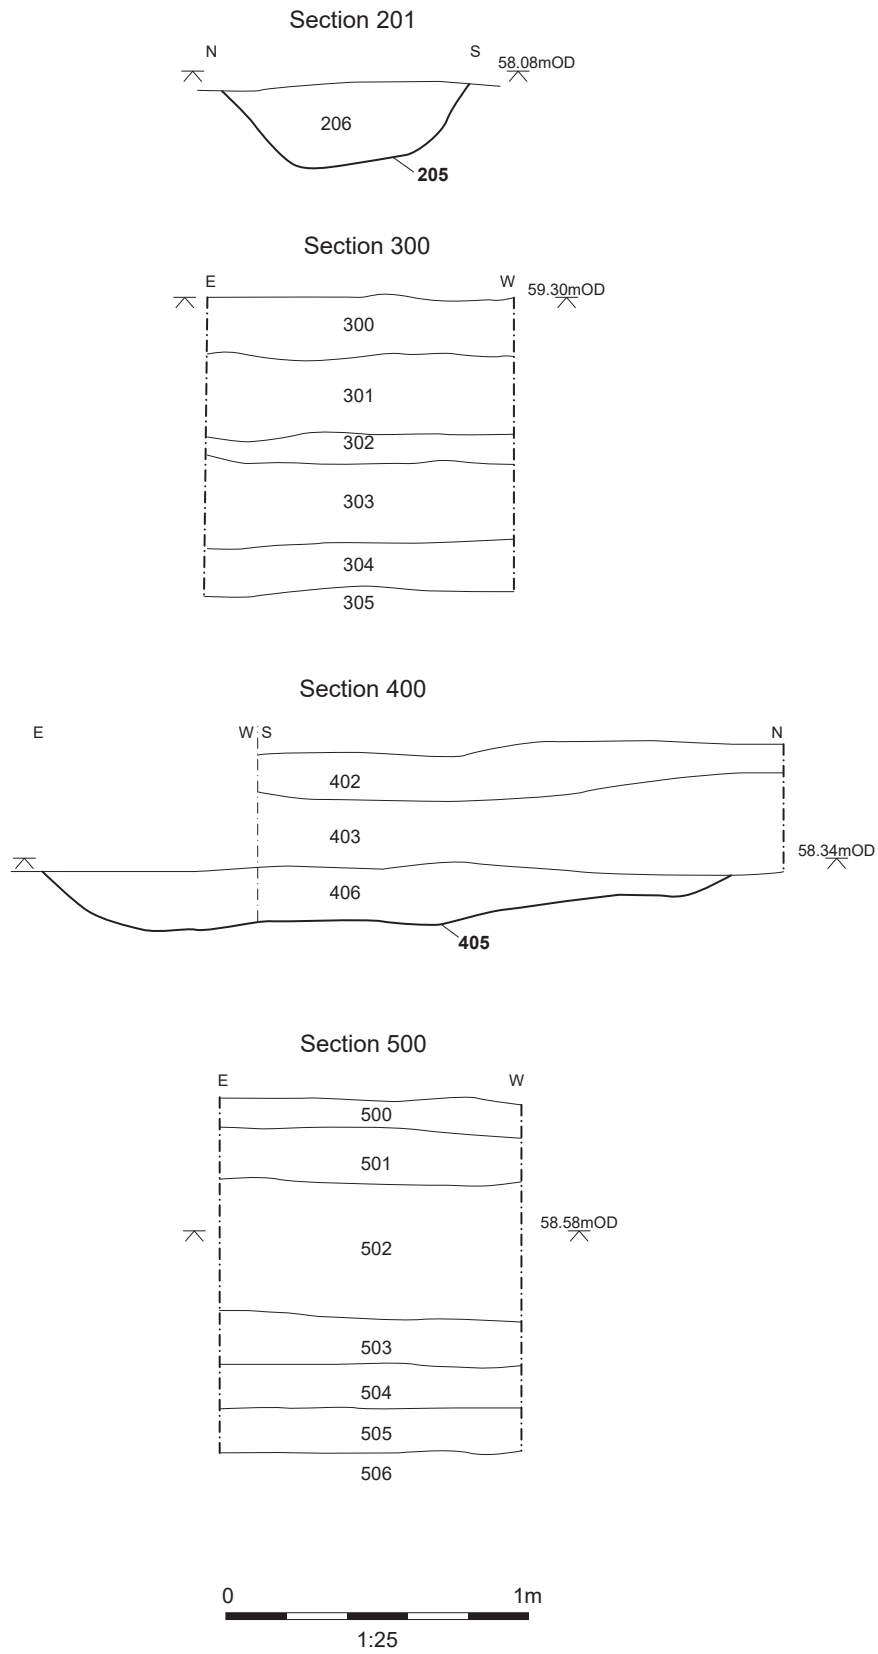 Section 201
N S 58.08mOD
206
205
Section 300
E W 59.30mOD
300
301
302
303
304
305
Section 400
E W S N
402
403
58.34mOD
406
405
Section 500
E W
500
501
58.58mOD
502
503
504
505
506
0 1m
1:25